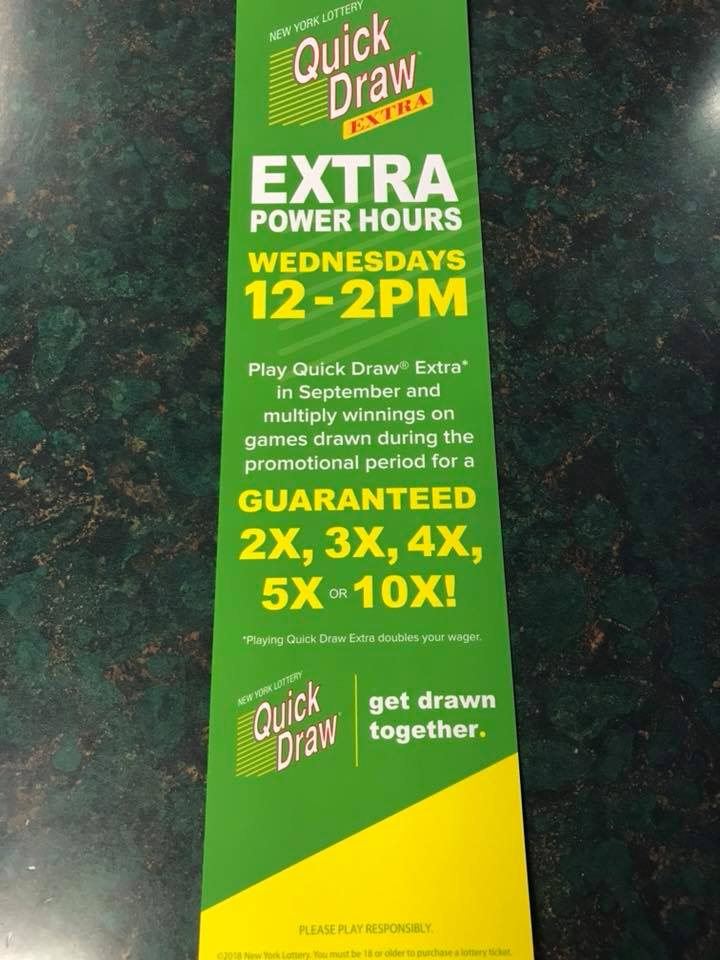 NEW YORK LOTTERY
Quick
Draw®
EXTRA
EXTRA
POWER HOURS
WEDNESDAYS
12-2PM
Play Quick Draw® Extra*
in September and
multiply winnings on
games drawn during the
promotional period for a
GUARANTEED
2X, 3X, 4X,
5X OR 10X!
*Playing Quick Draw Extra doubles your wager.
NEW YORK LOTTERY
Quick
Draw®
get drawn
together.
PLEASE PLAY RESPONSIBLY.
©2018 New York Lottery. You must be 18 or older to purchase a lottery ticket.